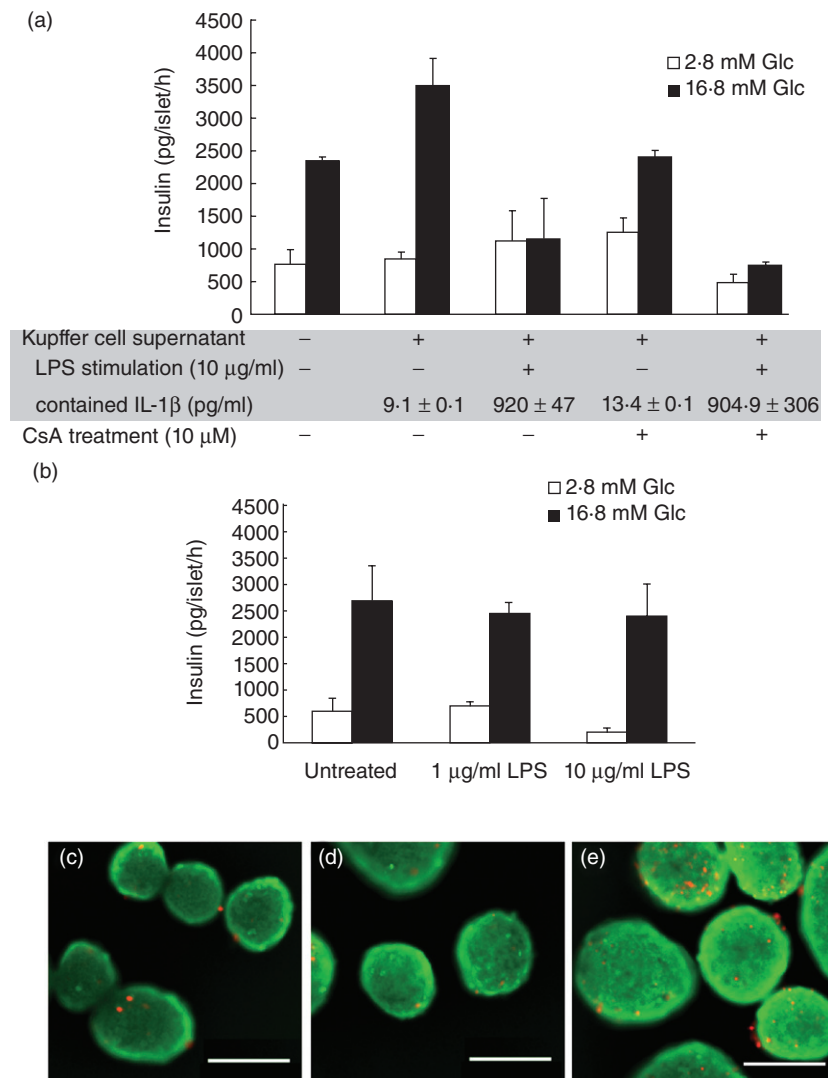 (a)
4500
4000
3500
3000
2500
2000
1500
1000
500
0
Insulin (pg/islet/h)
2·8 mM Glc
16·8 mM Glc
Kupffer cell supernatant – + + + +
LPS stimulation (10 μg/ml) – – + – +
contained IL-1β (pg/ml) 9·1 ± 0·1 920 ± 47 13·4 ± 0·1 904·9 ± 306
CsA treatment (10 μM) – – – + +
(b)
4500
4000
3500
3000
2500
2000
1500
1000
500
0
Insulin (pg/islet/h)
2·8 mM Glc
16·8 mM Glc
Untreated 1 μg/ml LPS 10 μg/ml LPS
(c) (d) (e)